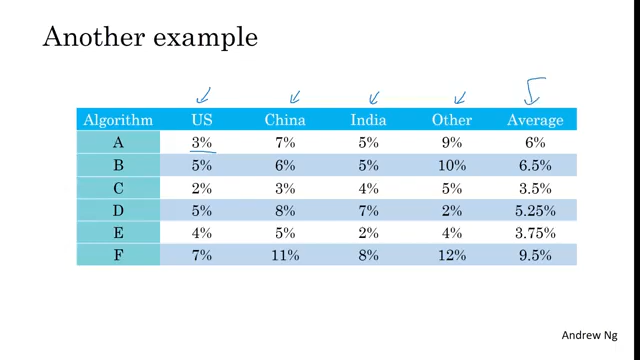 Another example
Algorithm US China India Other Average
A 3% 7% 5% 9% 6%
B 5% 6% 5% 10% 6.5%
C 2% 3% 4% 5% 3.5%
D 5% 8% 7% 2% 5.25%
E 4% 5% 2% 4% 3.75%
F 7% 11% 8% 12% 9.5%
Andrew Ng